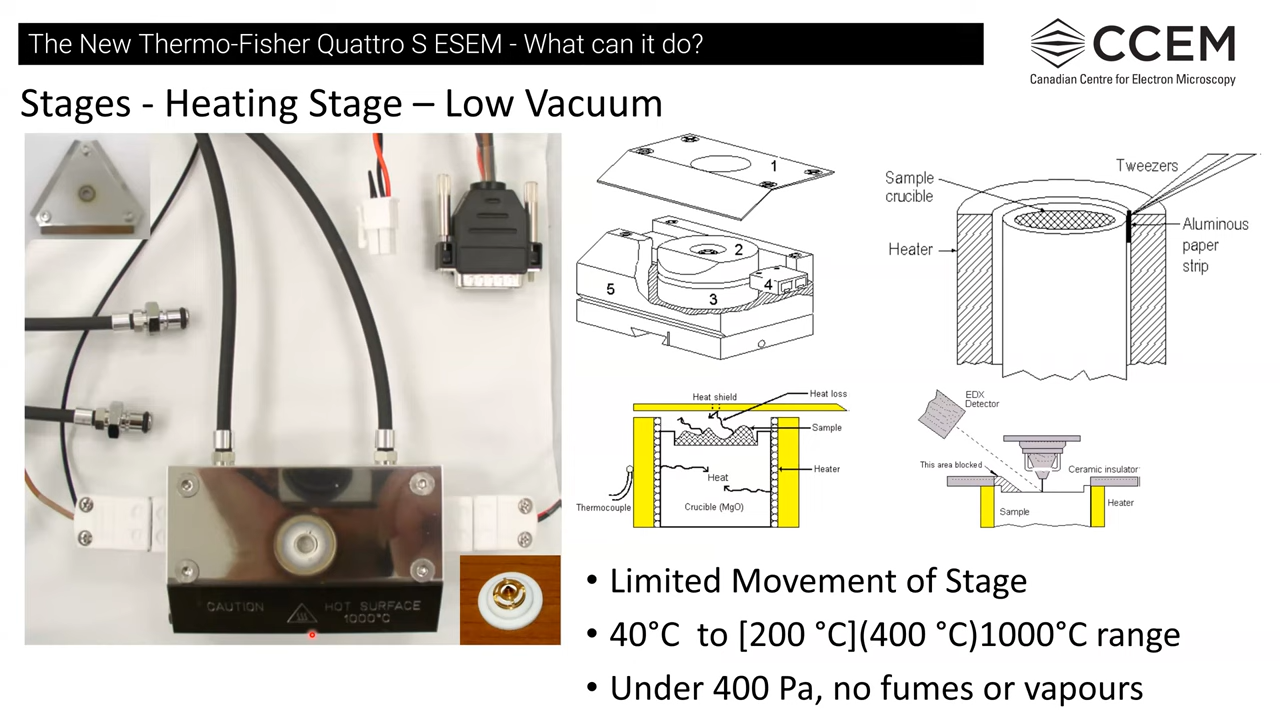 The New Thermo-Fisher Quattro S ESEM - What can it do?
CCEM
Canadian Centre for Electron Microscopy
Stages - Heating Stage – Low Vacuum
CAUTION
HOT SURFACE
1000°C
1
2
3
4
5
Tweezers
Sample
crucible
Heater
Aluminous
paper
strip
Heat shield
Heat loss
Sample
Heater
Heat
Thermocouple
Crucible (MgO)
EDX
Detector
This area blocked
Ceramic insulator
Heater
Sample
• Limited Movement of Stage
• 40°C to [200 °C](400 °C)1000°C range
• Under 400 Pa, no fumes or vapours